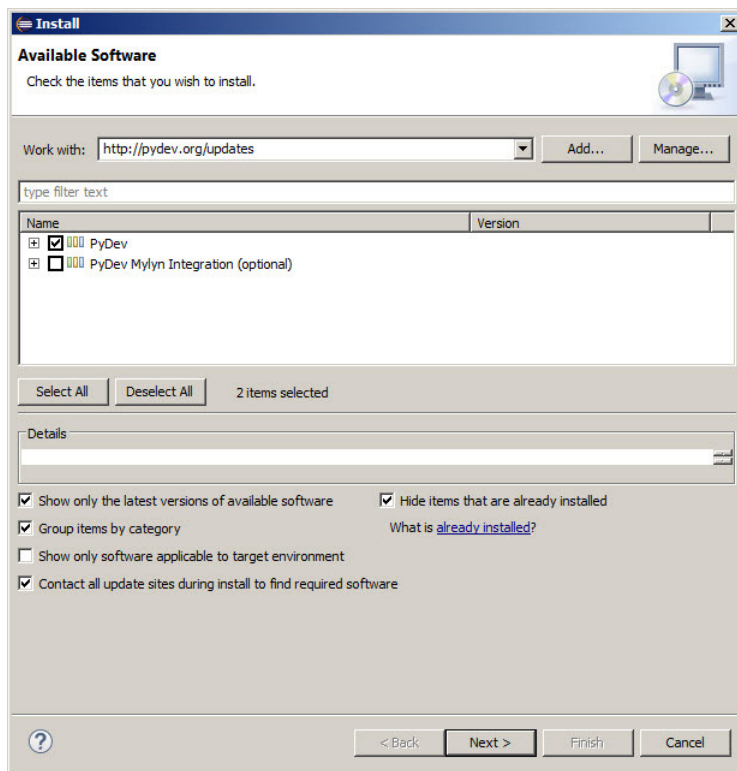 Install
Available Software
Check the items that you wish to install.
Work with: http://pydev.org/updates Add... Manage...
type filter text
Name Version
PyDev
PyDev Mylyn Integration (optional)
Select All Deselect All 2 items selected
Details
Show only the latest versions of available software Hide items that are already installed
Group items by category What is already installed?
Show only software applicable to target environment
Contact all update sites during install to find required software
? < Back Next > Finish Cancel